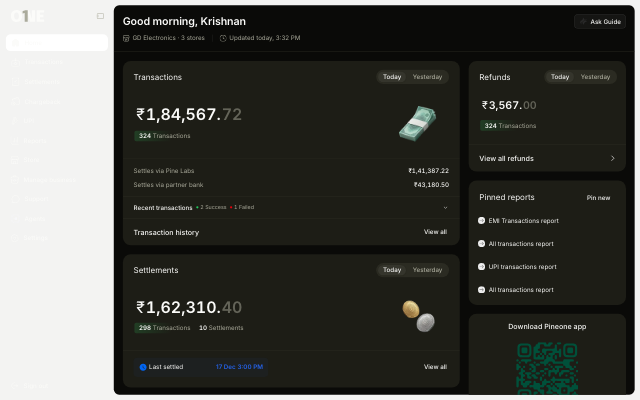 Good morning, Krishnan
Ask Guide
GD Electronics · 3 stores
Updated today, 3:32 PM
Transactions
Today
Yesterday
₹1,84,567.72
324 Transactions
Settles via Pine Labs
₹1,41,387.22
Settles via partner bank
₹43,180.50
Recent transactions
2 Success
1 Failed
Transaction history
View all
Settlements
Today
Yesterday
₹1,62,310.40
298 Transactions
10 Settlements
Last settled
17 Dec 3:00 PM
View all
Refunds
Today
Yesterday
₹3,567.00
324 Transactions
View all refunds
Pinned reports
Pin new
EMI Transactions report
All transactions report
UPI transactions report
All transactions report
Download Pineone app